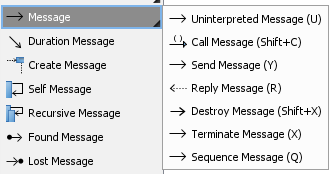 Message
Duration Message
Create Message
Self Message
Recursive Message
Found Message
Lost Message
Uninterpreted Message (U)
Call Message (Shift+C)
Send Message (Y)
Reply Message (R)
Destroy Message (Shift+X)
Terminate Message (X)
Sequence Message (Q)